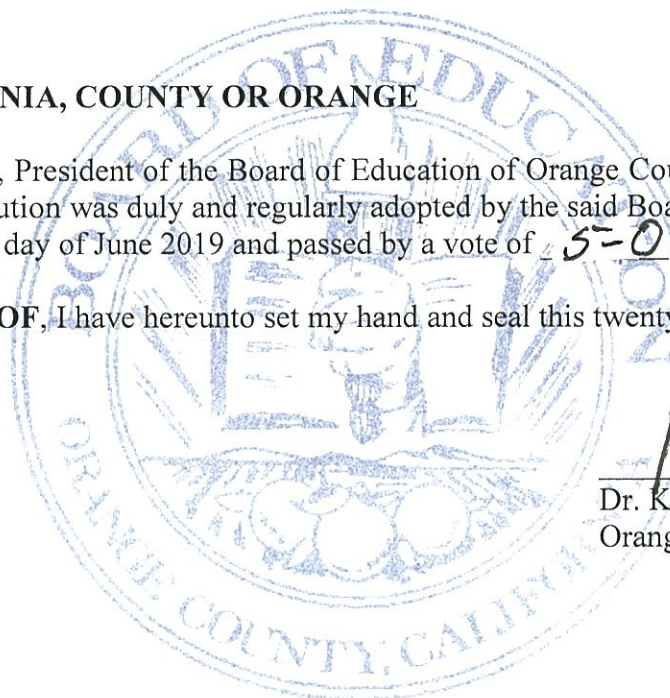 NIA, COUNTY OR ORANGE
, President of the Board of Education of Orange Cou
ution was duly and regularly adopted by the said Boa
day of June 2019 and passed by a vote of 5-0
OF, I have hereunto set my hand and seal this twenty
Dr. K
Orang
BOARD OF EDUCATION
ORANGE COUNTY, CALIFOR